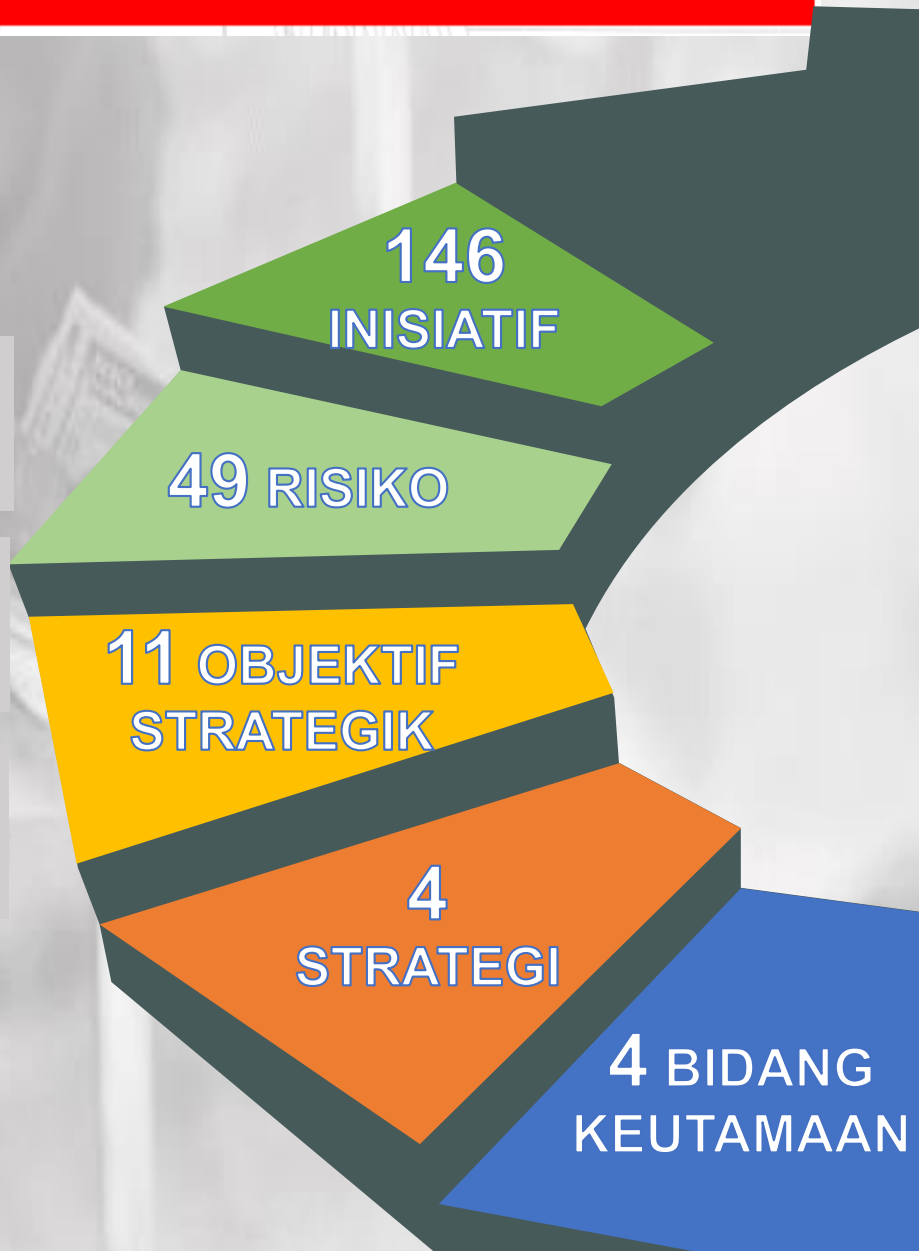 146
INISIATIF
49 RISIKO
11 OBJEKTIF
STRATEGIK
4
STRATEGI
4 BIDANG
KEUTAMAAN